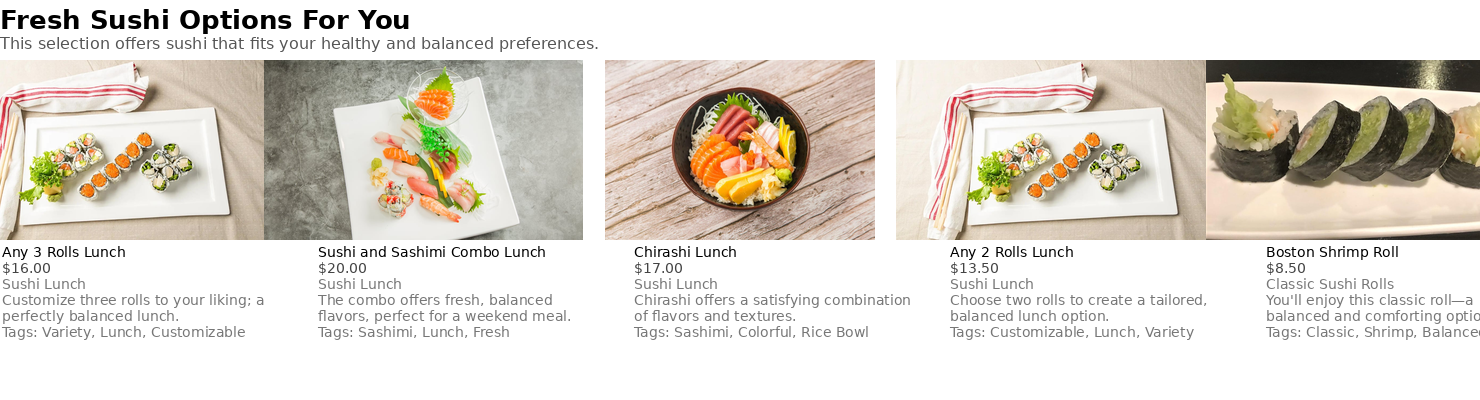 Fresh Sushi Options For You
This selection offers sushi that fits your healthy and balanced preferences.
Any 3 Rolls Lunch
$16.00
Sushi Lunch
Customize three rolls to your liking; a
perfectly balanced lunch.
Tags: Variety, Lunch, Customizable
Sushi and Sashimi Combo Lunch
$20.00
Sushi Lunch
The combo offers fresh, balanced
flavors, perfect for a weekend meal.
Tags: Sashimi, Lunch, Fresh
Chirashi Lunch
$17.00
Sushi Lunch
Chirashi offers a satisfying combination
of flavors and textures.
Tags: Sashimi, Colorful, Rice Bowl
Any 2 Rolls Lunch
$13.50
Sushi Lunch
Choose two rolls to create a tailored,
balanced lunch option.
Tags: Customizable, Lunch, Variety
Boston Shrimp Roll
$8.50
Classic Sushi Rolls
You'll enjoy this classic roll—a
balanced and comforting
Tags: Classic, Shrimp,